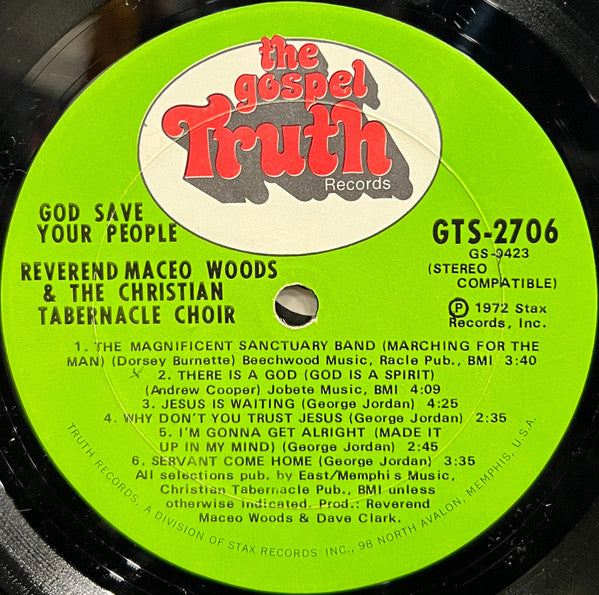 the
gospel
Truth
Records
GOD SAVE
YOUR PEOPLE
REVEREND MACEO WOODS
& THE CHRISTIAN
TABERNACLE CHOIR
GTS-2706
GS-0423
(STEREO
COMPATIBLE)
Ⓟ 1972 Stax
Records, Inc.
1. THE MAGNIFICENT SANCTUARY BAND (MARCHING FOR THE
MAN) (Dorsey Burnette) Beechwood Music, Racle Pub., BMI 3:40
2. THERE IS A GOD (GOD IS A SPIRIT)
(Andrew Cooper) Jobete Music, BMI 4:09
3. JESUS IS WAITING (George Jordan) 4:25
4. WHY DON'T YOU TRUST JESUS (George Jordan) 2:35
5. I'M GONNA GET ALRIGHT (MADE IT
UP IN MY MIND) (George Jordan) 2:45
6. SERVANT COME HOME (George Jordan) 3:35
All selections pub. by East/Memphis Music,
Christian Tabernacle Pub., BMI unless
otherwise indicated. Prod.: Reverend
Maceo Woods & Dave Clark.
TRUTH RECORDS, A DIVISION OF STAX RECORDS INC., 98 NORTH AVALON, MEMPHIS, U.S.A.